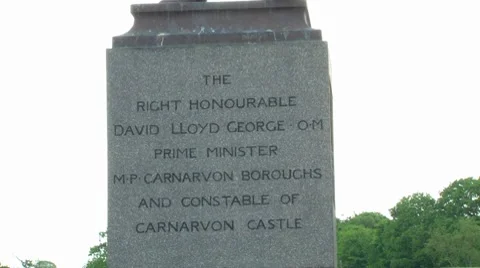 THE
RIGHT HONOURABLE
DAVID LLOYD GEORGE O·M
PRIME MINISTER
M·P·CARNARVON BOROUGHS
AND CONSTABLE OF
CARNARVON CASTLE